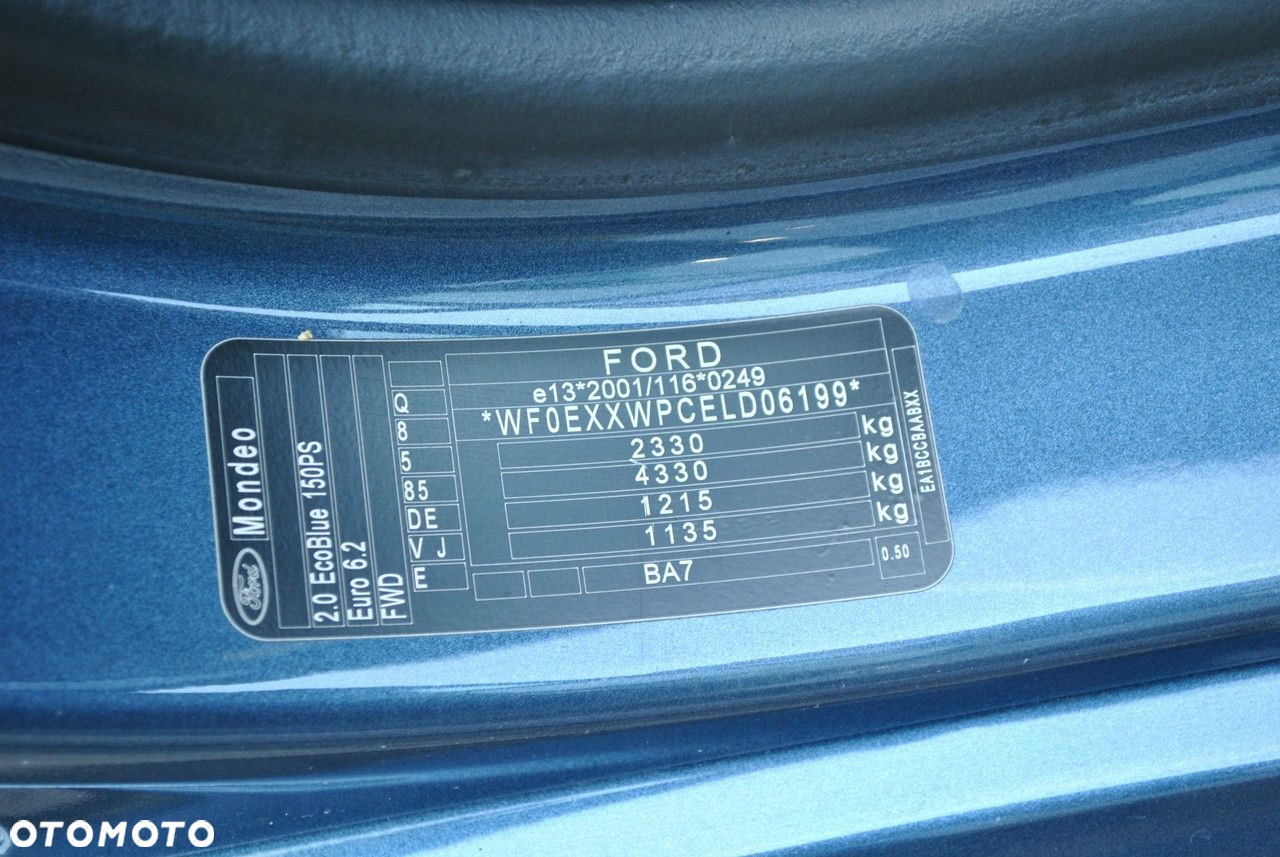 Ford
Mondeo
2.0 EcoBlue 150PS
Euro 6.2
FWD
Q
8
5
85
DE
V J
E
FORD
e13*2001/116*0249
*WF0EXXWPCELD06199*
2330 kg
4330 kg
1215 kg
1135 kg
BA7
0.50
EA1BCCBAABXX
OTOMOTO